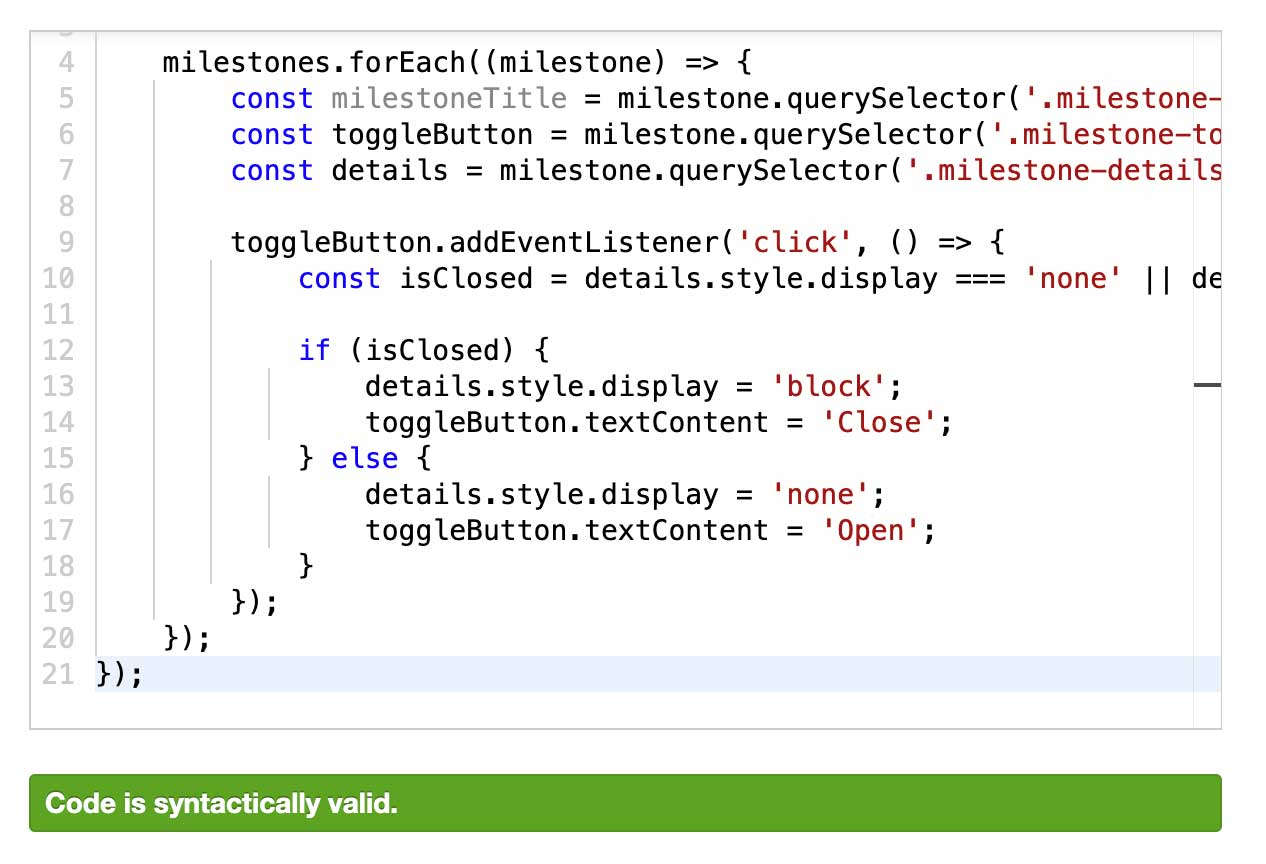 4 milestones.forEach((milestone) => {
5 const milestoneTitle = milestone.querySelector('.milestone-
6 const toggleButton = milestone.querySelector('.milestone-to
7 const details = milestone.querySelector('.milestone-details
8
9 toggleButton.addEventListener('click', () => {
10 const isClosed = details.style.display === 'none' || de
11
12 if (isClosed) {
13 details.style.display = 'block';
14 toggleButton.textContent = 'Close';
15 } else {
16 details.style.display = 'none';
17 toggleButton.textContent = 'Open';
18 }
19 });
20 });
21 });
Code is syntactically valid.